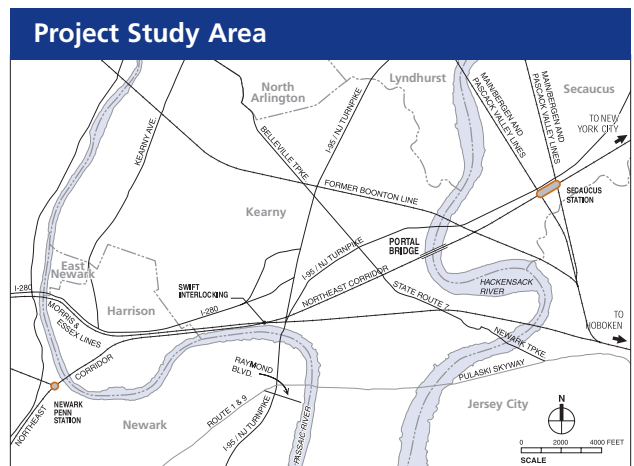 Project Study Area
North
Arlington
Lyndhurst
Secaucus
MAIN/BERGEN AND
PASCACK VALLEY LINES
MAIN/BERGEN AND
PASCACK VALLEY LINES
TO NEW
YORK CITY
KEARNY AVE.
BELLEVILLE TPKE
I-95 / NJ TURNPIKE
FORMER BOONTON LINE
SECAUCUS
STATION
Kearny
PORTAL
BRIDGE
I-95 / NJ TURNPIKE
East
Newark
I-280
SWIFT
INTERLOCKING
NORTHEAST CORRIDOR
HACKENSACK
RIVER
MORRIS &
ESSEX LINES
Harrison
I-280
STATE ROUTE 7
TO
HOBOKEN
NEWARK TPKE
CORRIDOR
RAYMOND
BLVD.
PULASKI SKYWAY
NEWARK
PENN
STATION
NORTHEAST
Newark
ROUTE 1 & 9
I-95 / NJ TURNPIKE
PASSAIC RIVER
Jersey City
N
0 2000 4000 FEET
SCALE